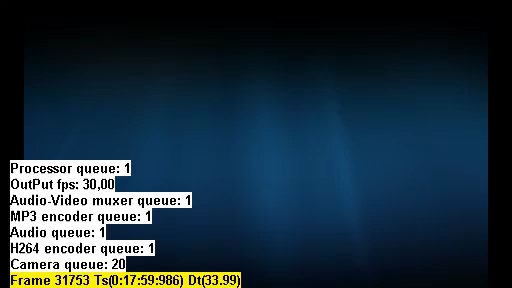 Processor queue: 1
OutPut fps: 30,00
Audio-Video muxer queue: 1
MP3 encoder queue: 1
Audio queue: 1
H264 encoder queue: 1
Camera queue: 20
Frame 31753 Ts(0:17:59:986) Dt(33.99)